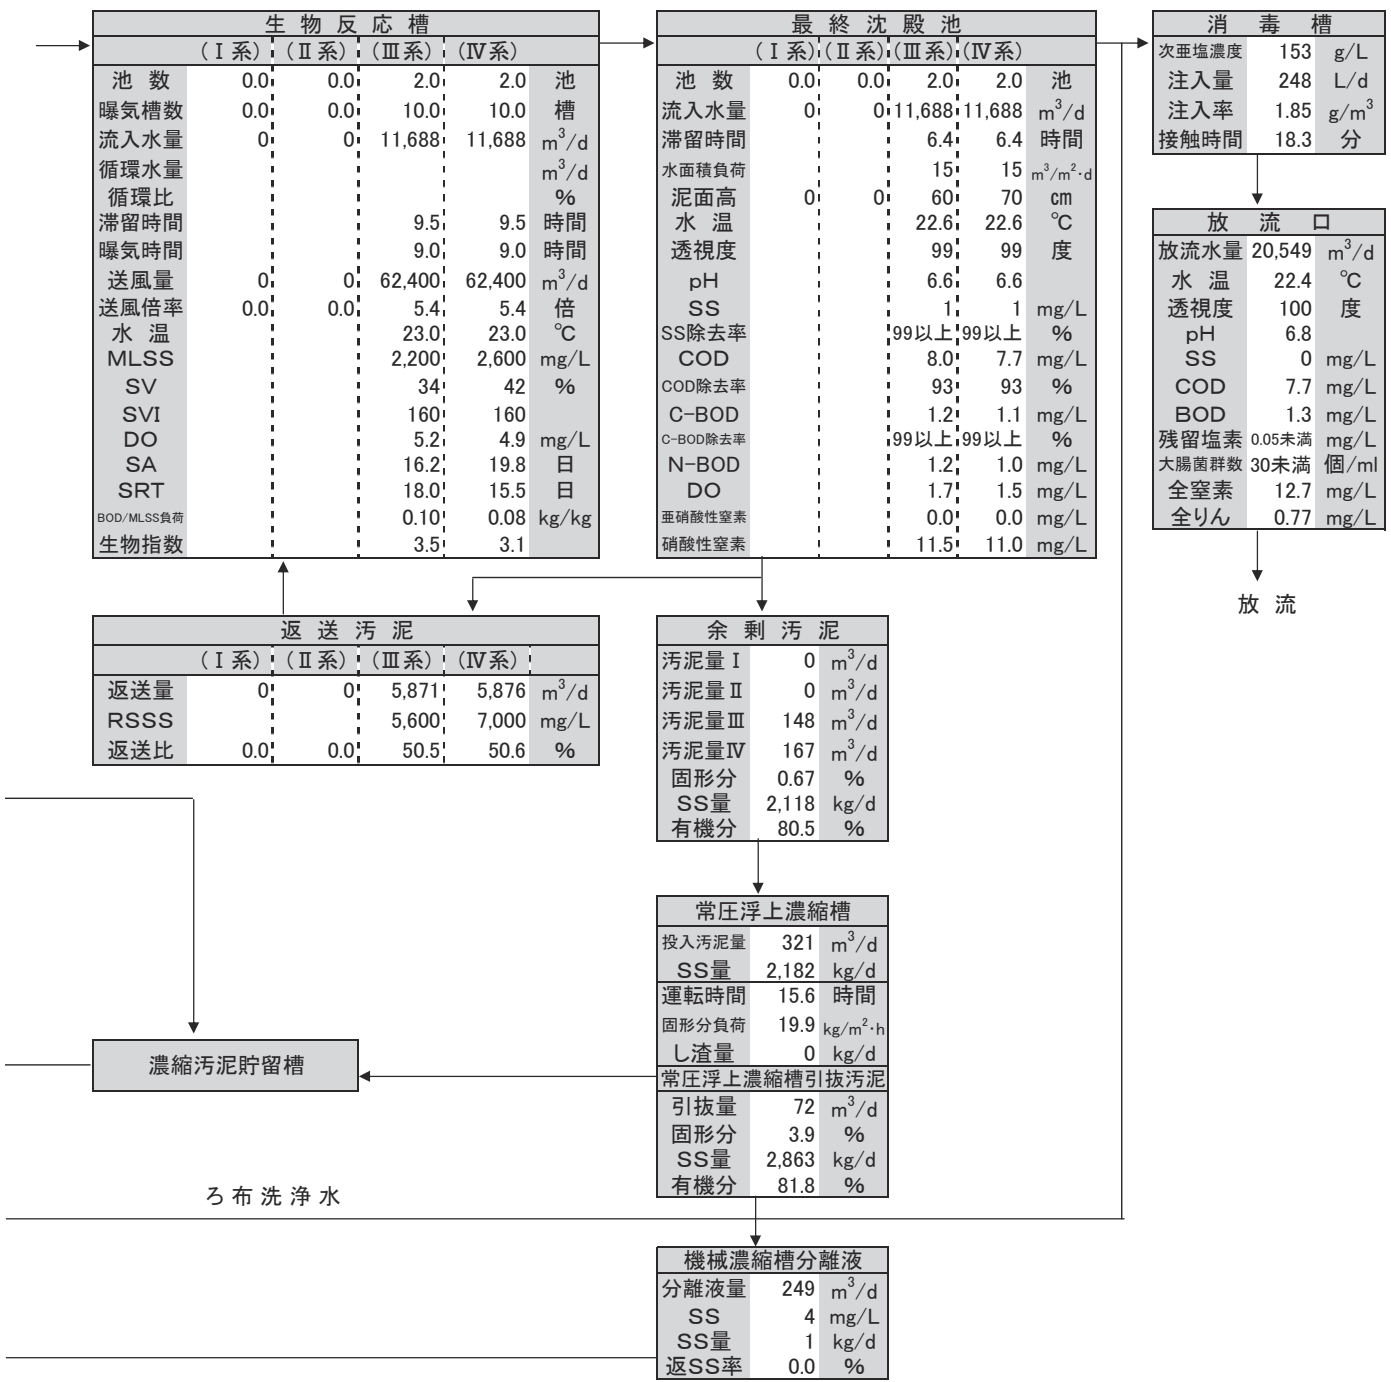 生物反応槽
（Ⅰ系）（Ⅱ系）（Ⅲ系）（Ⅳ系）
池数 0.0 0.0 2.0 2.0 池
曝気槽数 0.0 0.0 10.0 10.0 槽
流入水量 0 0 11,688 11,688 m³/d
循環水量 m³/d
循環比 %
滞留時間 9.5 9.5 時間
曝気時間 9.0 9.0 時間
送風量 0 0 62,400 62,400 m³/d
送風倍率 0.0 0.0 5.4 5.4 倍
水温 23.0 23.0 ℃
MLSS 2,200 2,600 mg/L
SV 34 42 %
SVI 160 160
DO 5.2 4.9 mg/L
SA 16.2 19.8 日
SRT 18.0 15.5 日
BOD/MLSS負荷 0.10 0.08 kg/kg
生物指数 3.5 3.1
最終沈殿池
（Ⅰ系）（Ⅱ系）（Ⅲ系）（Ⅳ系）
池数 0.0 0.0 2.0 2.0 池
流入水量 0 0 11,688 11,688 m³/d
滞留時間 6.4 6.4 時間
水面積負荷 15 15 m³/m²･d
泥面高 0 0 60 70 ㎝
水温 22.6 22.6 ℃
透視度 99 99 度
pH 6.6 6.6
SS 1 1 mg/L
SS除去率 99以上 99以上 %
COD 8.0 7.7 mg/L
COD除去率 93 93 %
C-BOD 1.2 1.1 mg/L
C-BOD除去率 99以上 99以上 %
N-BOD 1.2 1.0 mg/L
DO 1.7 1.5 mg/L
亜硝酸性窒素 0.0 0.0 mg/L
硝酸性窒素 11.5 11.0 mg/L
消毒槽
次亜塩濃度 153 g/L
注入量 248 L/d
注入率 1.85 g/m³
接触時間 18.3 分
放流口
放流水量 20,549 m³/d
水温 22.4 ℃
透視度 100 度
pH 6.8
SS 0 mg/L
COD 7.7 mg/L
BOD 1.3 mg/L
残留塩素 0.05未満 mg/L
大腸菌群数 30未満 個/ml
全窒素 12.7 mg/L
全りん 0.77 mg/L
放流
返送汚泥
（Ⅰ系）（Ⅱ系）（Ⅲ系）（Ⅳ系）
返送量 0 0 5,871 5,876 m³/d
RSSS 5,600 7,000 mg/L
返送比 0.0 0.0 50.5 50.6 %
余剰汚泥
汚泥量Ⅰ 0 m³/d
汚泥量Ⅱ 0 m³/d
汚泥量Ⅲ 148 m³/d
汚泥量Ⅳ 167 m³/d
固形分 0.67 %
SS量 2,118 kg/d
有機分 80.5 %
常圧浮上濃縮槽
投入汚泥量 321 m³/d
SS量 2,182 kg/d
運転時間 15.6 時間
固形分負荷 19.9 kg/m²･h
し渣量 0 kg/d
常圧浮上濃縮槽引抜汚泥
引抜量 72 m³/d
固形分 3.9 %
SS量 2,863 kg/d
有機分 81.8 %
濃縮汚泥貯留槽
ろ布洗浄水
機械濃縮槽分離液
分離液量 249 m³/d
SS 4 mg/L
SS量 1 kg/d
返SS率 0.0 %